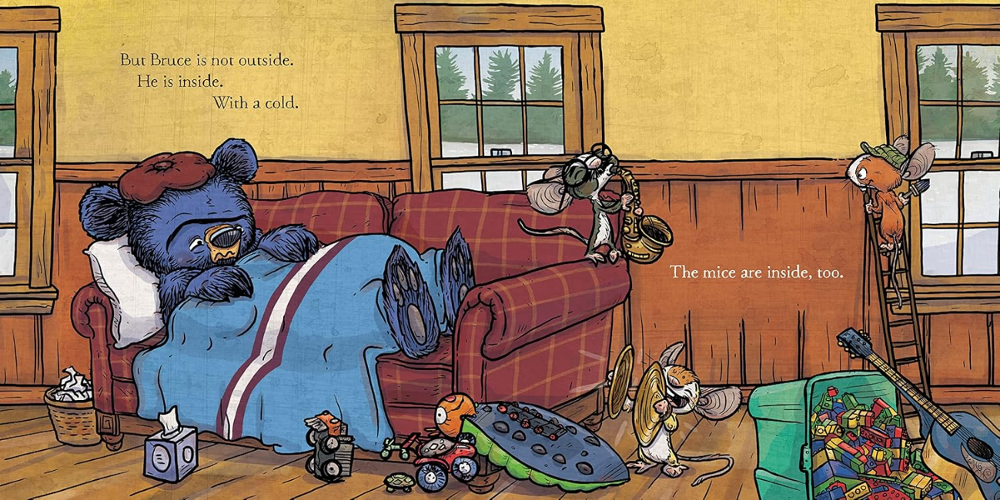 But Bruce is not outside.
He is inside.
With a cold.
The mice are inside, too.